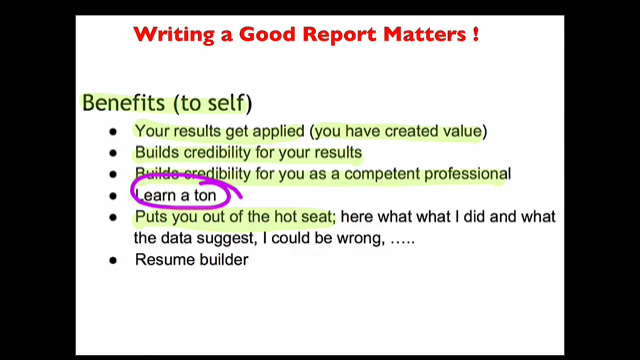 Writing a Good Report Matters !
Benefits (to self)
● Your results get applied (you have created value)
● Builds credibility for your results
● Builds credibility for you as a competent professional
● Learn a ton
● Puts you out of the hot seat; here what what I did and what
the data suggest, I could be wrong, …..
● Resume builder